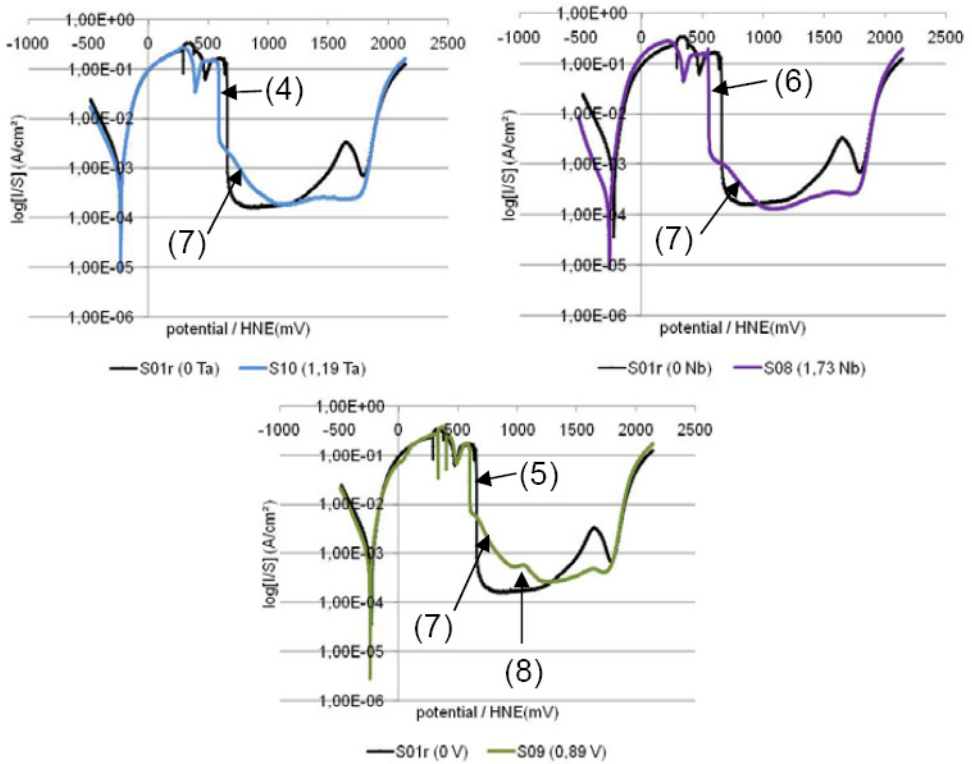 1,00E+00
-1000 -500 0 500 1000 1500 2000 2500
1,00E-01
(4)
1,00E-02
log[I/S] (A/cm²)
1,00E-03
(7)
1,00E-04
1,00E-05
1,00E-06
potential / HNE(mV)
S01r (0 Ta) S10 (1,19 Ta)
1,00E+00
-1000 -500 0 500 1000 1500 2000 2500
1,00E-01
(6)
1,00E-02
log[I/S] (A/cm²)
1,00E-03
(7)
1,00E-04
1,00E-05
1,00E-06
potential / HNE(mV)
S01r (0 Nb) S08 (1,73 Nb)
1,00E+00
-1000 -500 0 500 1000 1500 2000 2500
1,00E-01
(5)
1,00E-02
log[I/S] (A/cm²)
1,00E-03
1,00E-04
(7)
(8)
1,00E-05
1,00E-06
potential / HNE(mV)
S01r (0 V) S09 (0,89 V)